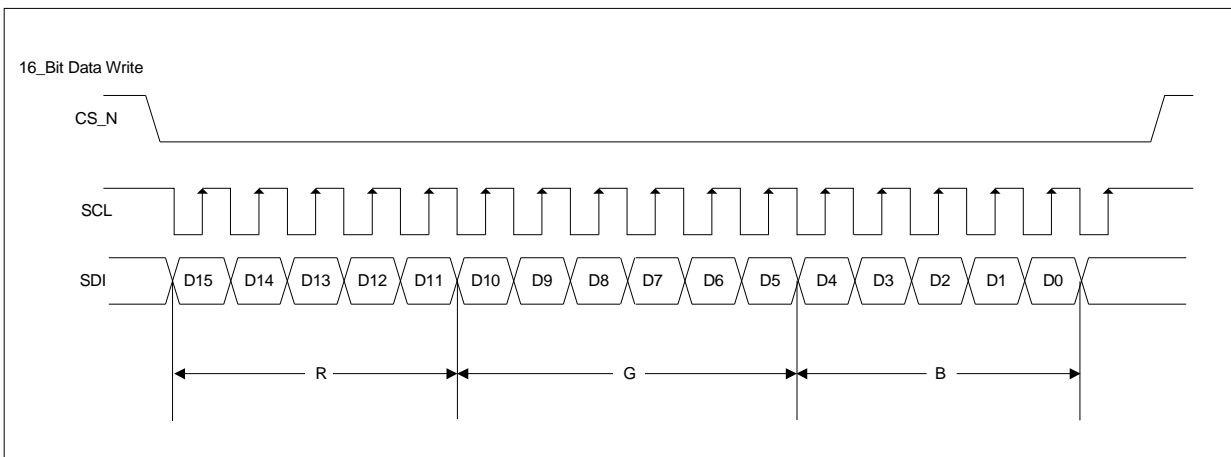 16_Bit Data Write
CS_N
SCL
SDI D15 D14 D13 D12 D11 D10 D9 D8 D7 D6 D5 D4 D3 D2 D1 D0
R G B